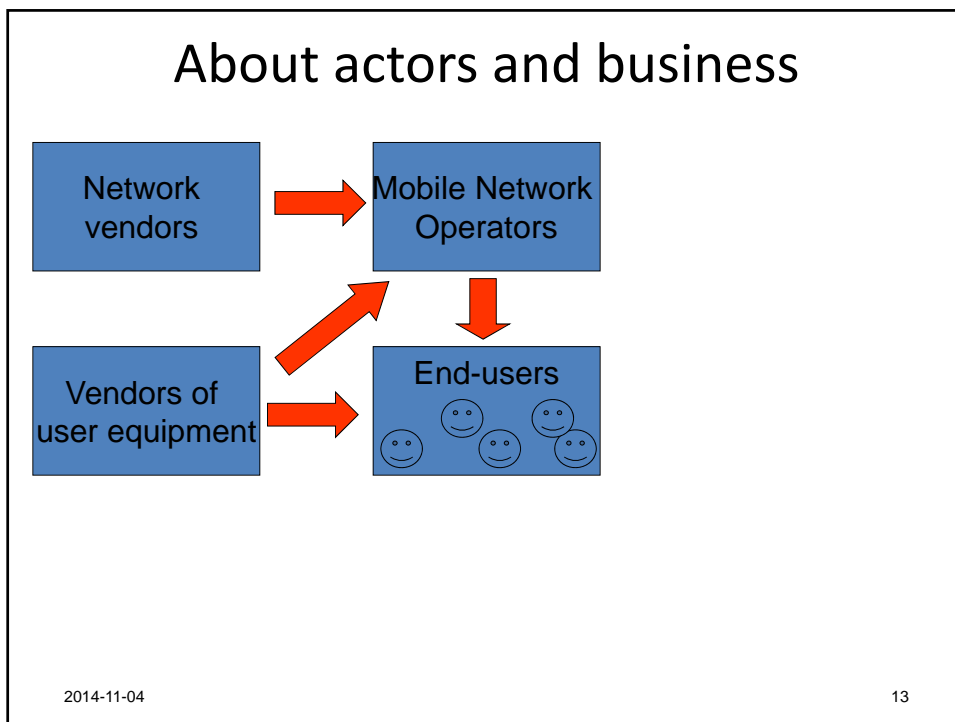 About actors and business
Network
vendors
Mobile Network
Operators
Vendors of
user equipment
End-users
2014-11-04
13